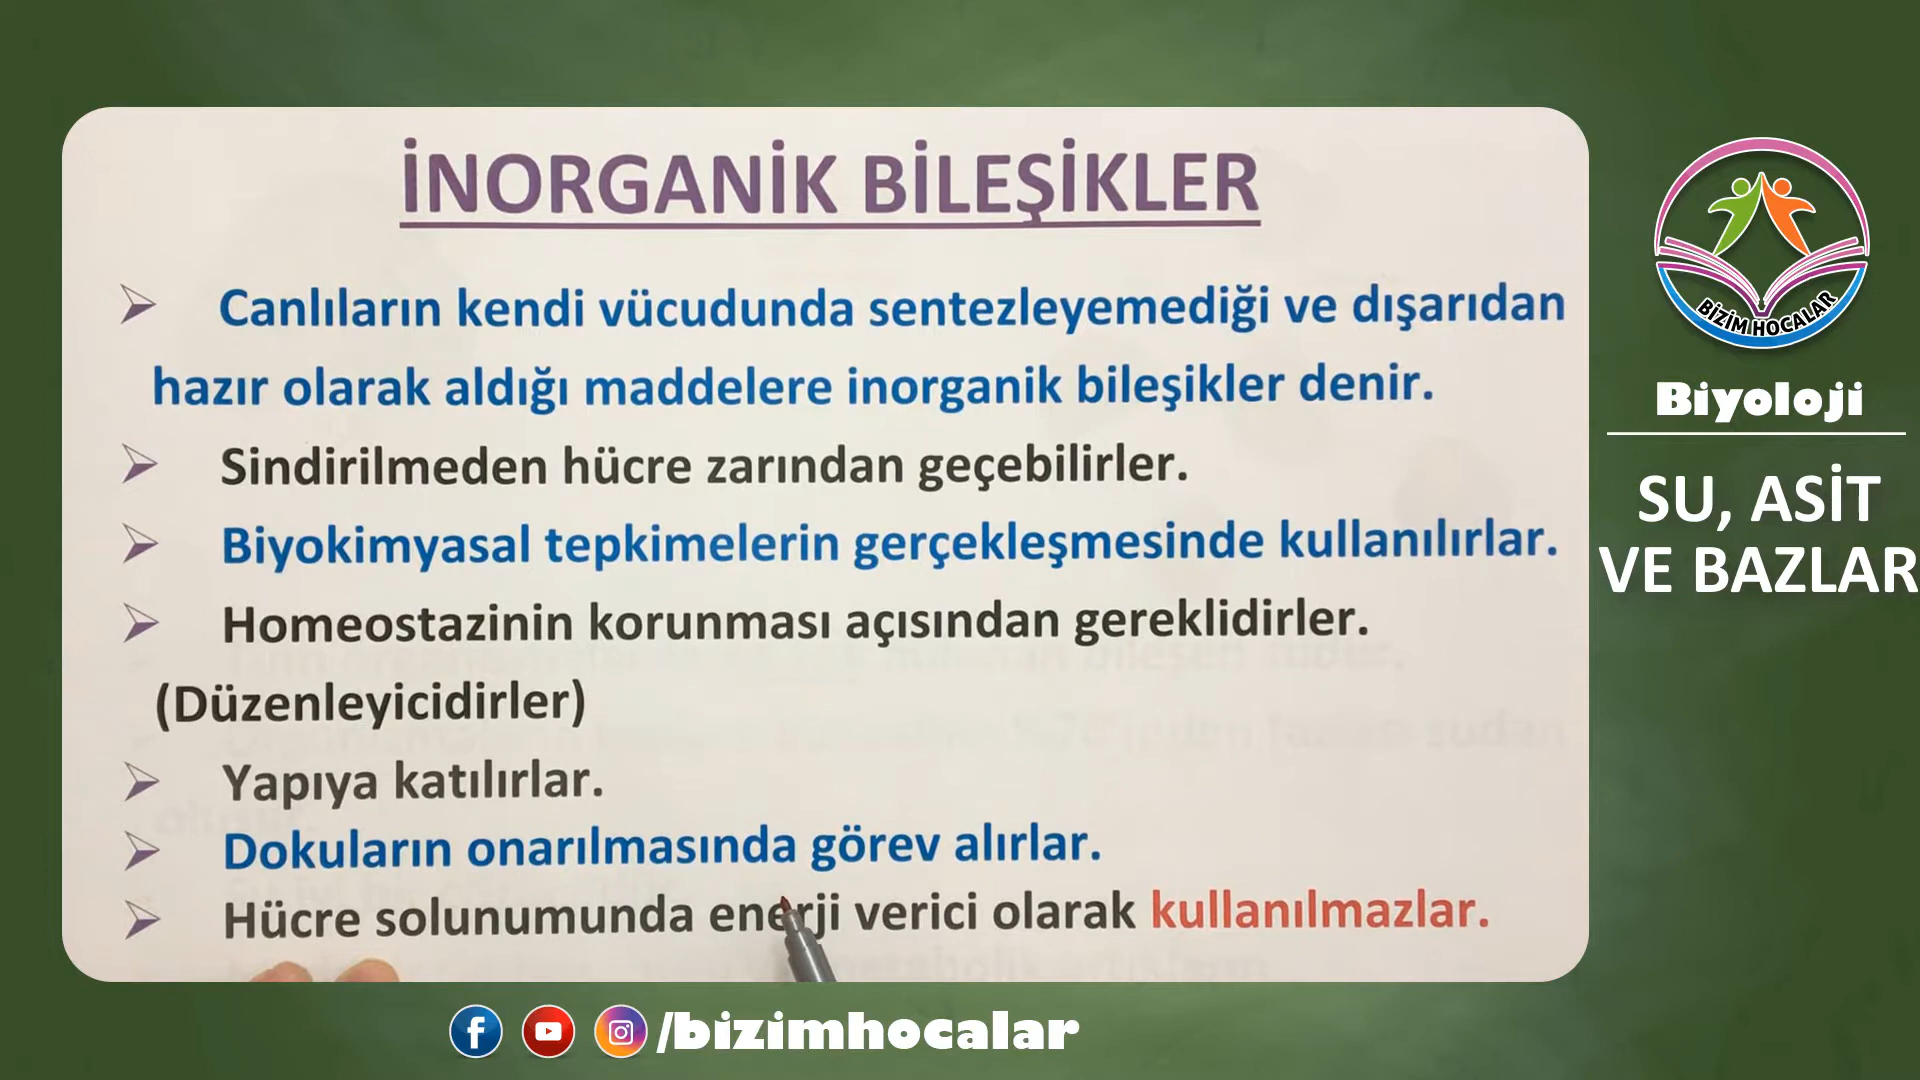 İNORGANİK BİLEŞİKLER
➢ Canlıların kendi vücudunda sentezleyemediği ve dışarıdan
hazır olarak aldığı maddelere inorganik bileşikler denir.
➢ Sindirilmeden hücre zarından geçebilirler.
➢ Biyokimyasal tepkimelerin gerçekleşmesinde kullanılırlar.
➢ Homeostazinin korunması açısından gereklidirler.
(Düzenleyicidirler)
➢ Yapıya katılırlar.
➢ Dokuların onarılmasında görev alırlar.
➢ Hücre solunumunda enerji verici olarak kullanılmazlar.
BİZİM HOCALAR
Biyoloji
SU, ASİT
VE BAZLAR
/bizimhocalar